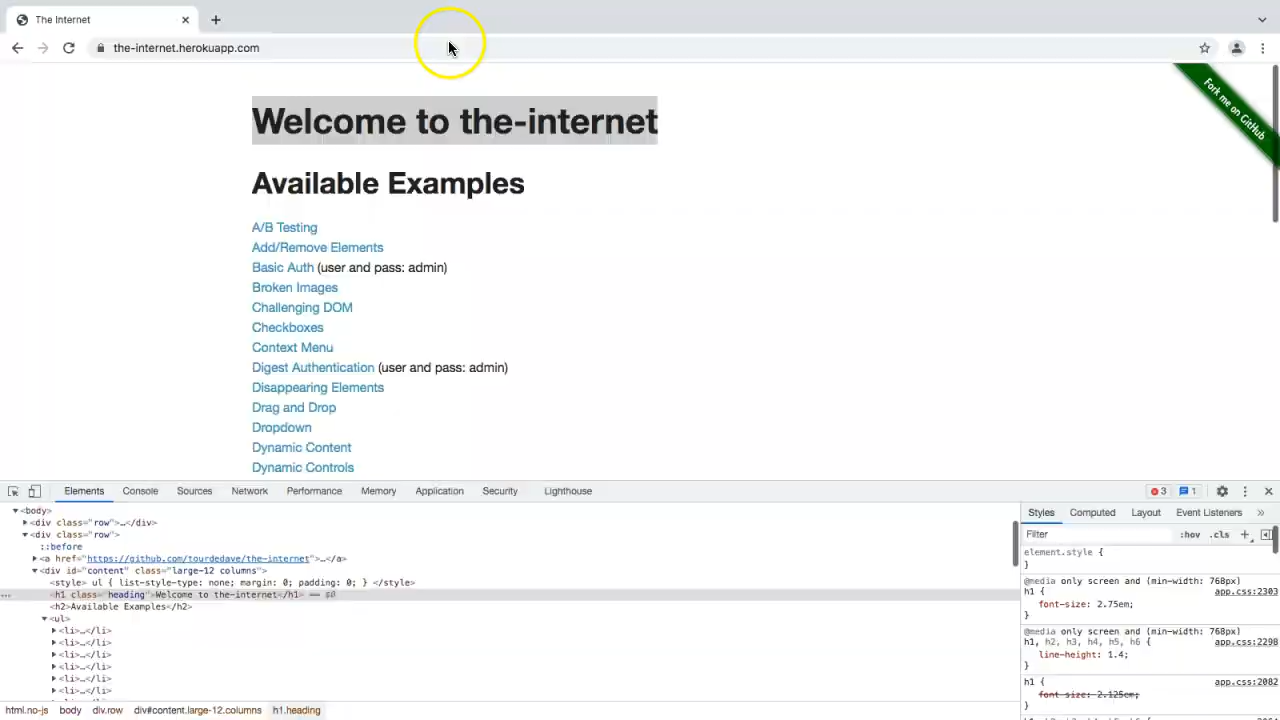 The Internet
the-internet.herokuapp.com
Fork me on GitHub
Welcome to the-internet
Available Examples
A/B Testing
Add/Remove Elements
Basic Auth (user and pass: admin)
Broken Images
Challenging DOM
Checkboxes
Context Menu
Digest Authentication (user and pass: admin)
Disappearing Elements
Drag and Drop
Dropdown
Dynamic Content
Dynamic Controls
Elements Console Sources Network Performance Memory Application Security Lighthouse 3 1
<body>
<div class="row">…</div>
<div class="row">
::before
<a href="https://github.com/tourdedave/the-internet">…</a>
<div id="content" class="large-12 columns">
<style> ul { list-style-type: none; margin: 0; padding: 0; } </style>
<h1 class="heading">Welcome to the-internet</h1> == $0
<h2>Available Examples</h2>
<ul>
<li>…</li>
<li>…</li>
<li>…</li>
<li>…</li>
<li>…</li>
<li>…</li>
html.no-js body div.row div#content.large-12.columns h1.heading
Styles Computed Layout Event Listeners »
Filter :hov .cls +
element.style {
}
@media only screen and (min-width: 768px)
h1 { app.css:2303
font-size: 2.75em;
}
@media only screen and (min-width: 768px)
h1, h2, h3, h4, h5, h6 { app.css:2298
line-height: 1.4;
}
h1 { app.css:2082
font-size: 2.125em;